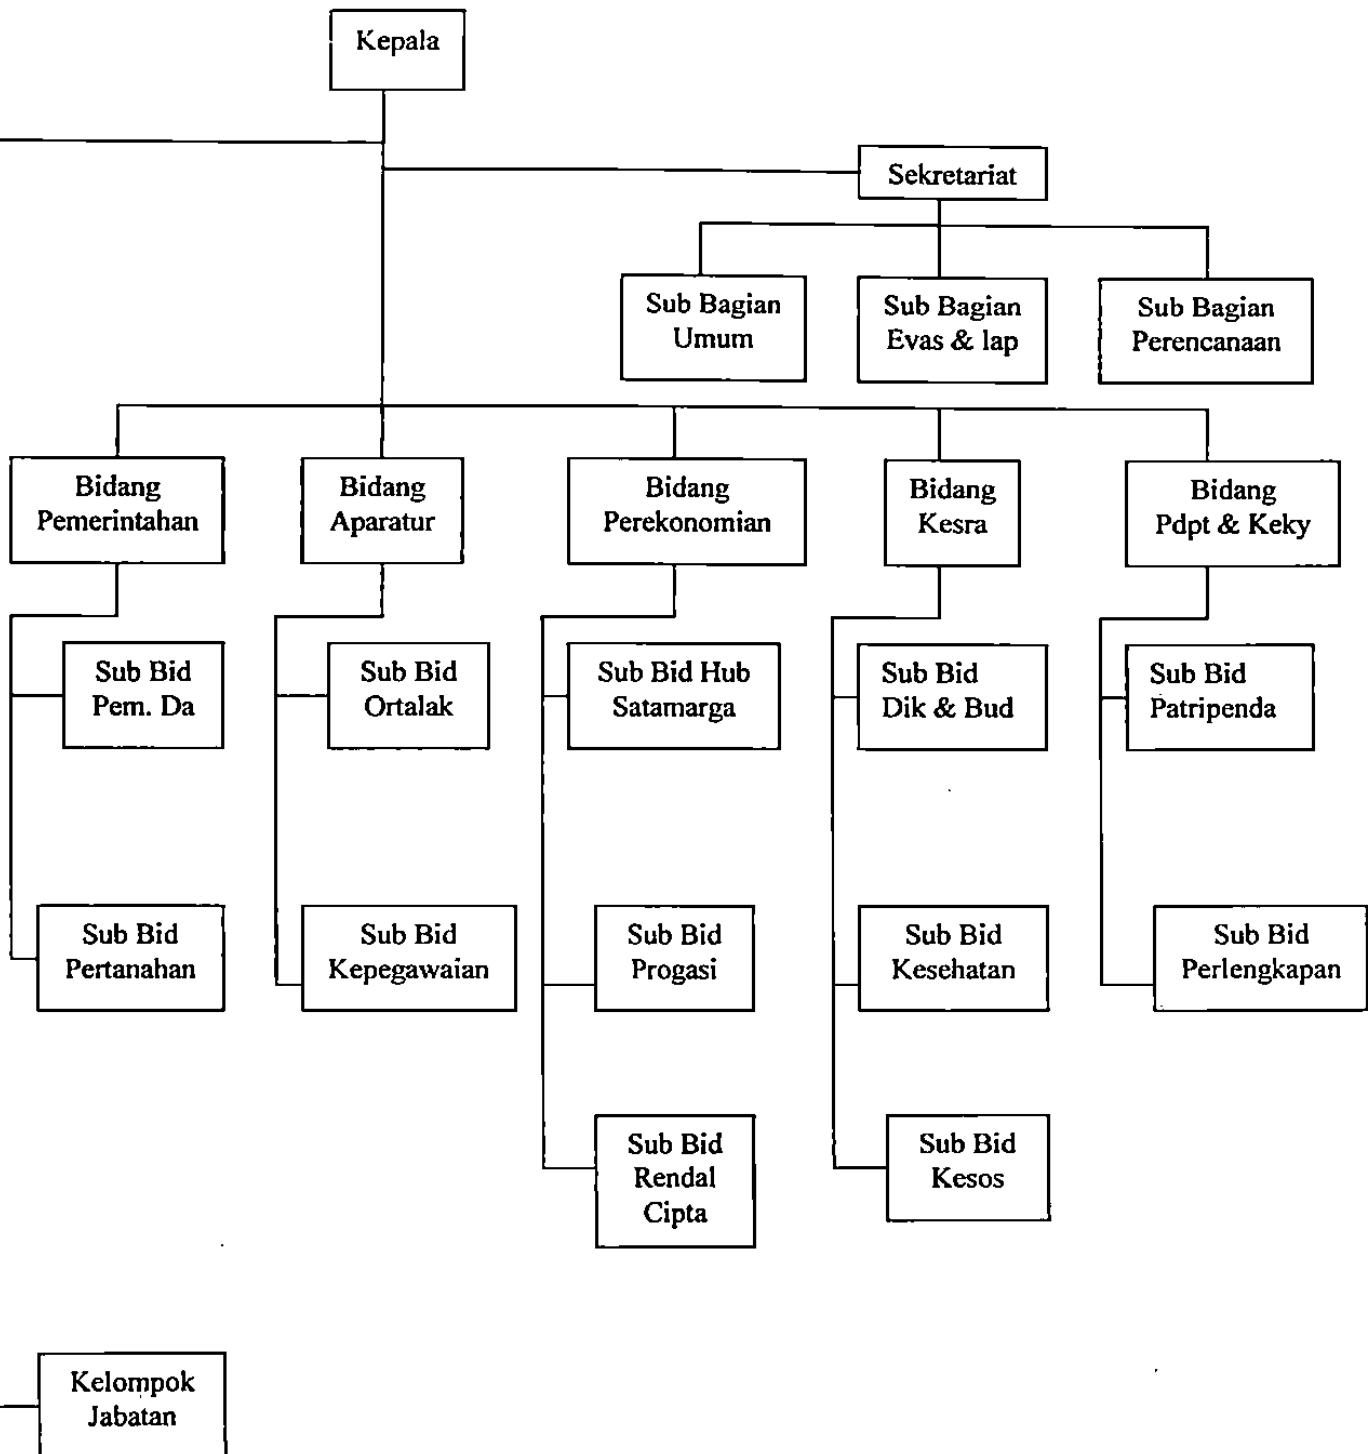 Kepala
Sekretariat
Sub Bagian
Umum
Sub Bagian
Evas & lap
Sub Bagian
Perencanaan
Bidang
Pemerintahan
Bidang
Aparatur
Bidang
Perekonomian
Bidang
Kesra
Bidang
Pdpt & Keky
Sub Bid
Pem. Da
Sub Bid
Ortalak
Sub Bid Hub
Satamarga
Sub Bid
Dik & Bud
Sub Bid
Patripenda
Sub Bid
Pertanahan
Sub Bid
Kepegawaian
Sub Bid
Progasi
Sub Bid
Kesehatan
Sub Bid
Perlengkapan
Sub Bid
Rendal
Cipta
Sub Bid
Kesos
Kelompok
Jabatan